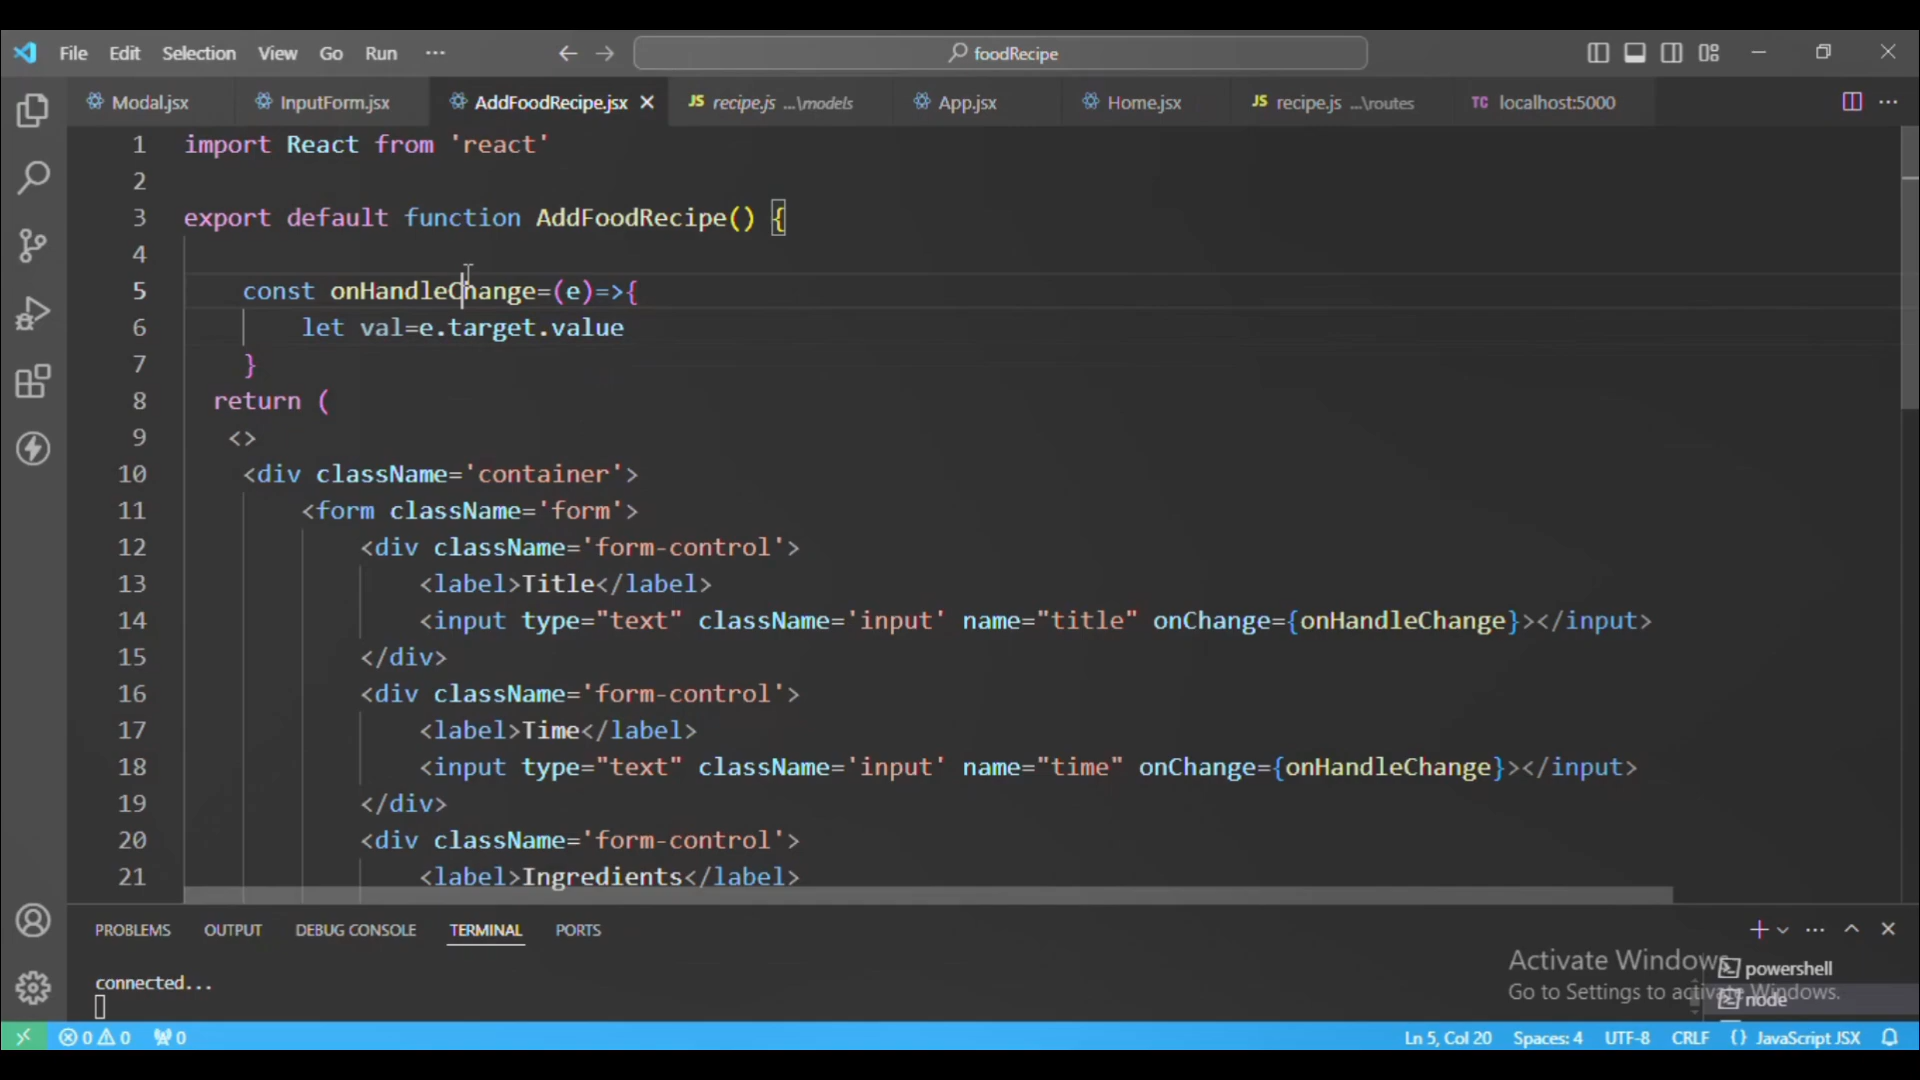 File Edit Selection View Go Run ··· foodRecipe
Modal.jsx InputForm.jsx AddFoodRecipe.jsx JS recipe.js ...\models App.jsx Home.jsx JS recipe.js ...\routes TC localhost:5000
1 import React from 'react'
2
3 export default function AddFoodRecipe() {
4
5 const onHandleChange=(e)=>{
6 let val=e.target.value
7 }
8 return (
9 <>
10 <div className='container'>
11 <form className='form'>
12 <div className='form-control'>
13 <label>Title</label>
14 <input type="text" className='input' name="title" onChange={onHandleChange}></input>
15 </div>
16 <div className='form-control'>
17 <label>Time</label>
18 <input type="text" className='input' name="time" onChange={onHandleChange}></input>
19 </div>
20 <div className='form-control'>
21 <label>Ingredients</label>
PROBLEMS OUTPUT DEBUG CONSOLE TERMINAL PORTS
connected...
Activate Windows
Go to Settings to activate Windows.
powershell
node
0 0 0 Ln 5, Col 20 Spaces: 4 UTF-8 CRLF {} JavaScript JSX